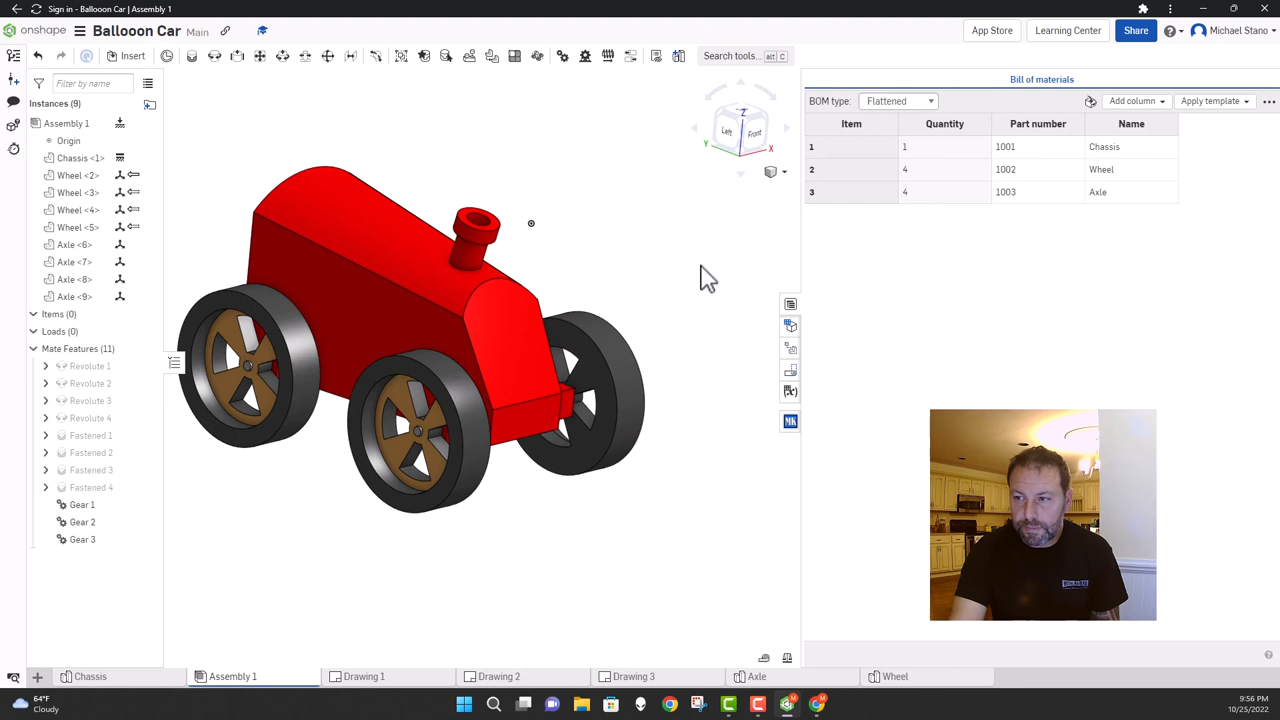 Sign in - Ballooon Car | Assembly 1
onshape
Ballooon Car Main
App Store
Learning Center
Share
Michael Stano
Insert
Search tools... alt C
Filter by name
Instances (9)
Assembly 1
Origin
Chassis <1>
Wheel <2>
Wheel <3>
Wheel <4>
Wheel <5>
Axle <6>
Axle <7>
Axle <8>
Axle <9>
Items (0)
Loads (0)
Mate Features (11)
Revolute 1
Revolute 2
Revolute 3
Revolute 4
Fastened 1
Fastened 2
Fastened 3
Fastened 4
Gear 1
Gear 2
Gear 3
Z
Left Front
Y X
Bill of materials
BOM type: Flattened Add column Apply template
Item Quantity Part number Name
1 1 1001 Chassis
2 4 1002 Wheel
3 4 1003 Axle
MK
Chassis Assembly 1 Drawing 1 Drawing 2 Drawing 3 Axle Wheel
64°F
Cloudy
9:56 PM
10/25/2022